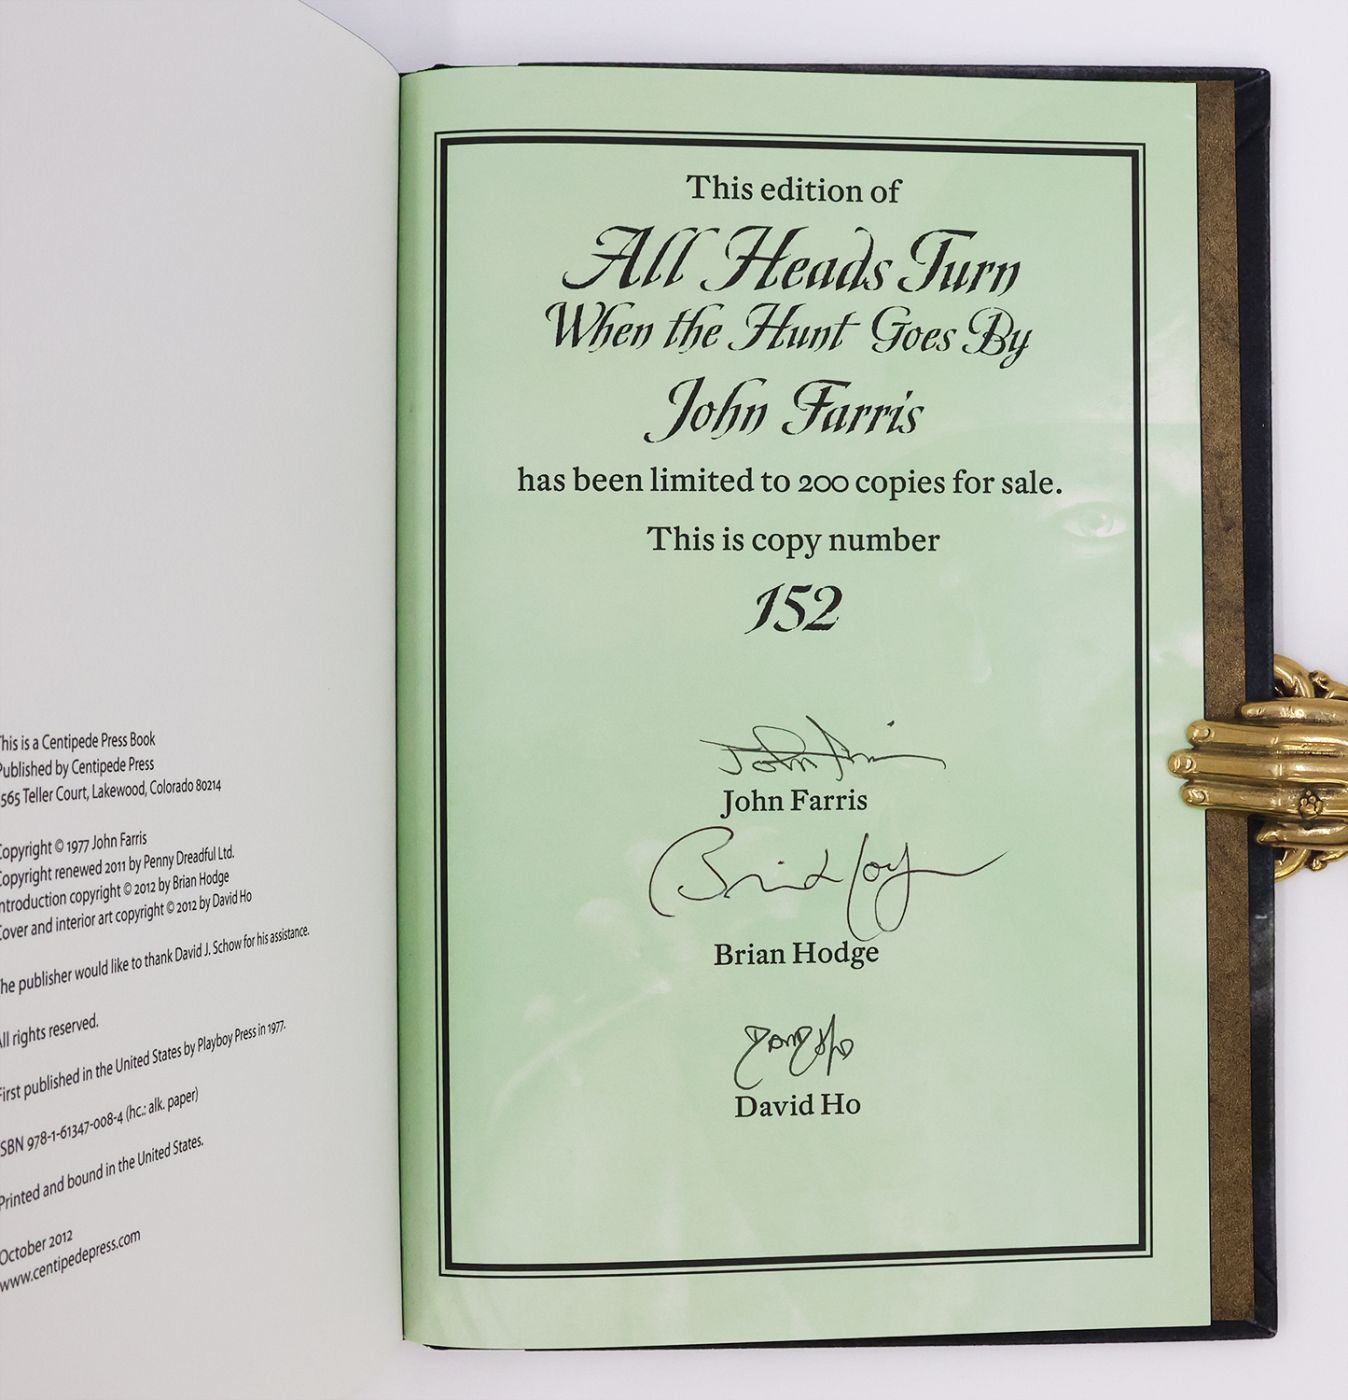 This is a Centipede Press Book
Published by Centipede Press
565 Teller Court, Lakewood, Colorado 80214
Copyright © 1977 John Farris
Copyright renewed 2011 by Penny Dreadful Ltd.
Introduction copyright © 2012 by Brian Hodge
Cover and interior art copyright © 2012 by David Ho
The publisher would like to thank David J. Schow for his assistance.
All rights reserved.
First published in the United States by Playboy Press in 1977.
ISBN 978-1-61347-008-4 (hc.: alk. paper)
Printed and bound in the United States.
October 2012
www.centipedepress.com
This edition of
All Heads Turn
When the Hunt Goes By
John Farris
has been limited to 200 copies for sale.
This is copy number
152
John Farris
John Farris
Brian Hodge
Brian Hodge
David Ho
David Ho